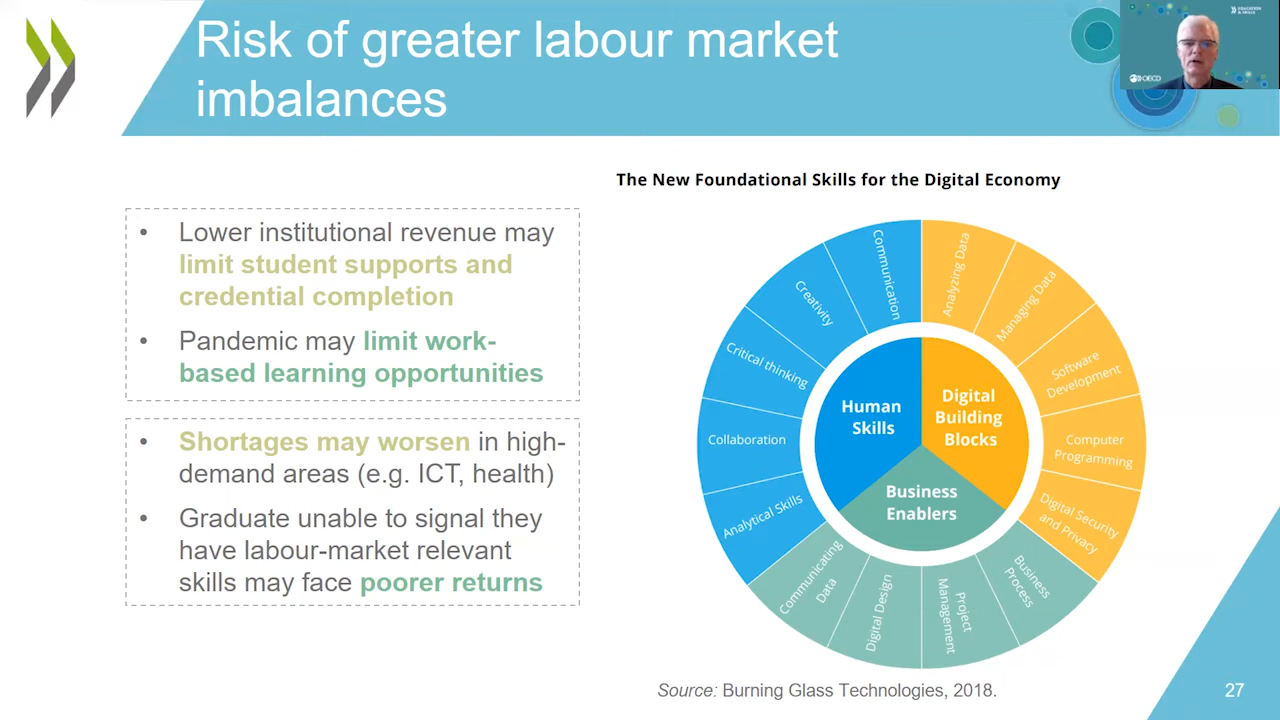 Risk of greater labour market
imbalances
EDUCATION
& SKILLS
OECD
• Lower institutional revenue may
limit student supports and
credential completion
• Pandemic may limit work-
based learning opportunities
• Shortages may worsen in high-
demand areas (e.g. ICT, health)
• Graduate unable to signal they
have labour-market relevant
skills may face poorer returns
The New Foundational Skills for the Digital Economy
Human
Skills
Digital
Building
Blocks
Business
Enablers
Communication
Creativity
Critical thinking
Collaboration
Analytical Skills
Analyzing Data
Managing Data
Software
Development
Computer
Programming
Digital Security
and Privacy
Business
Process
Project
Management
Digital Design
Communicating
Data
Source: Burning Glass Technologies, 2018.
27